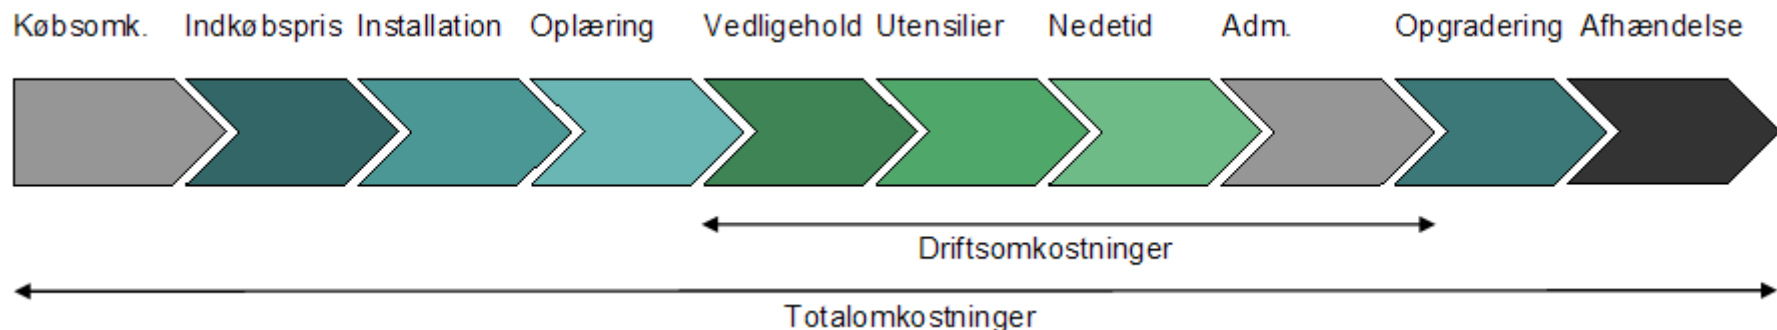 Købsomk. Indkøbspris Installation Oplæring Vedligehold Utensilier Nedetid Adm. Opgradering Afhændelse
Driftsomkostninger
Totalomkostninger